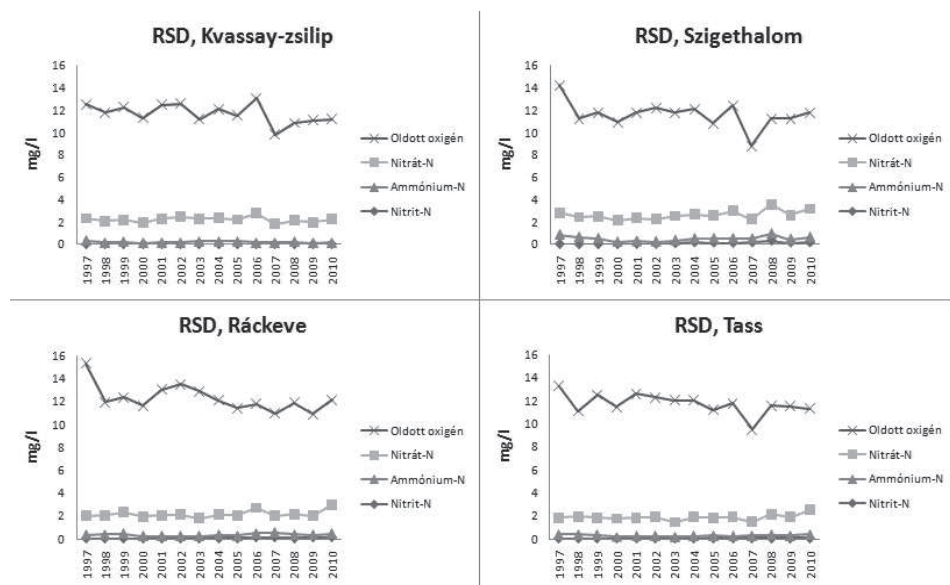 RSD, Kvassay-zsilip
mg/l
16
14
12
10
8
6
4
2
0
1997 1998 1999 2000 2001 2002 2003 2004 2005 2006 2007 2008 2009 2010
Oldott oxigén
Nitrát-N
Ammónium-N
Nitrit-N
RSD, Szigethalom
mg/l
16
14
12
10
8
6
4
2
0
1997 1998 1999 2000 2001 2002 2003 2004 2005 2006 2007 2008 2009 2010
Oldott oxigén
Nitrát-N
Ammónium-N
Nitrit-N
RSD, Ráckeve
mg/l
16
14
12
10
8
6
4
2
0
1997 1998 1999 2000 2001 2002 2003 2004 2005 2006 2007 2008 2009 2010
Oldott oxigén
Nitrát-N
Ammónium-N
Nitrit-N
RSD, Tass
mg/l
16
14
12
10
8
6
4
2
0
1997 1998 1999 2000 2001 2002 2003 2004 2005 2006 2007 2008 2009 2010
Oldott oxigén
Nitrát-N
Ammónium-N
Nitrit-N